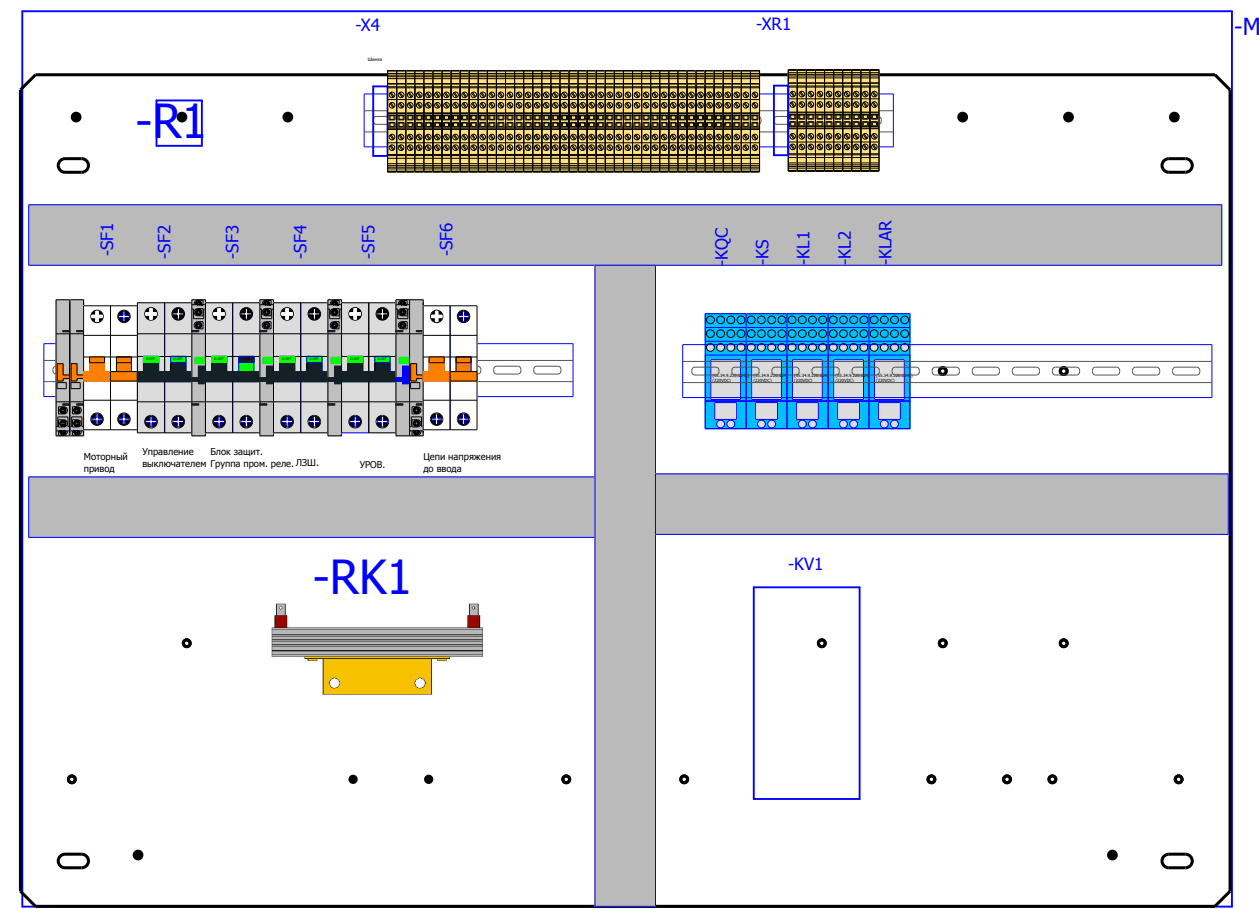 -X4
-XR1
-M
Шинки
-R1
-SF1
-SF2
-SF3
-SF4
-SF5
-SF6
-KQC
-KS
-KL1
-KL2
-KLAR
Моторный
привод
Управление
выключателем
Блок защит.
Группа пром. реле.
ЛЗШ.
УРОВ.
Цепи напряжения
до ввода
-RK1
-KV1